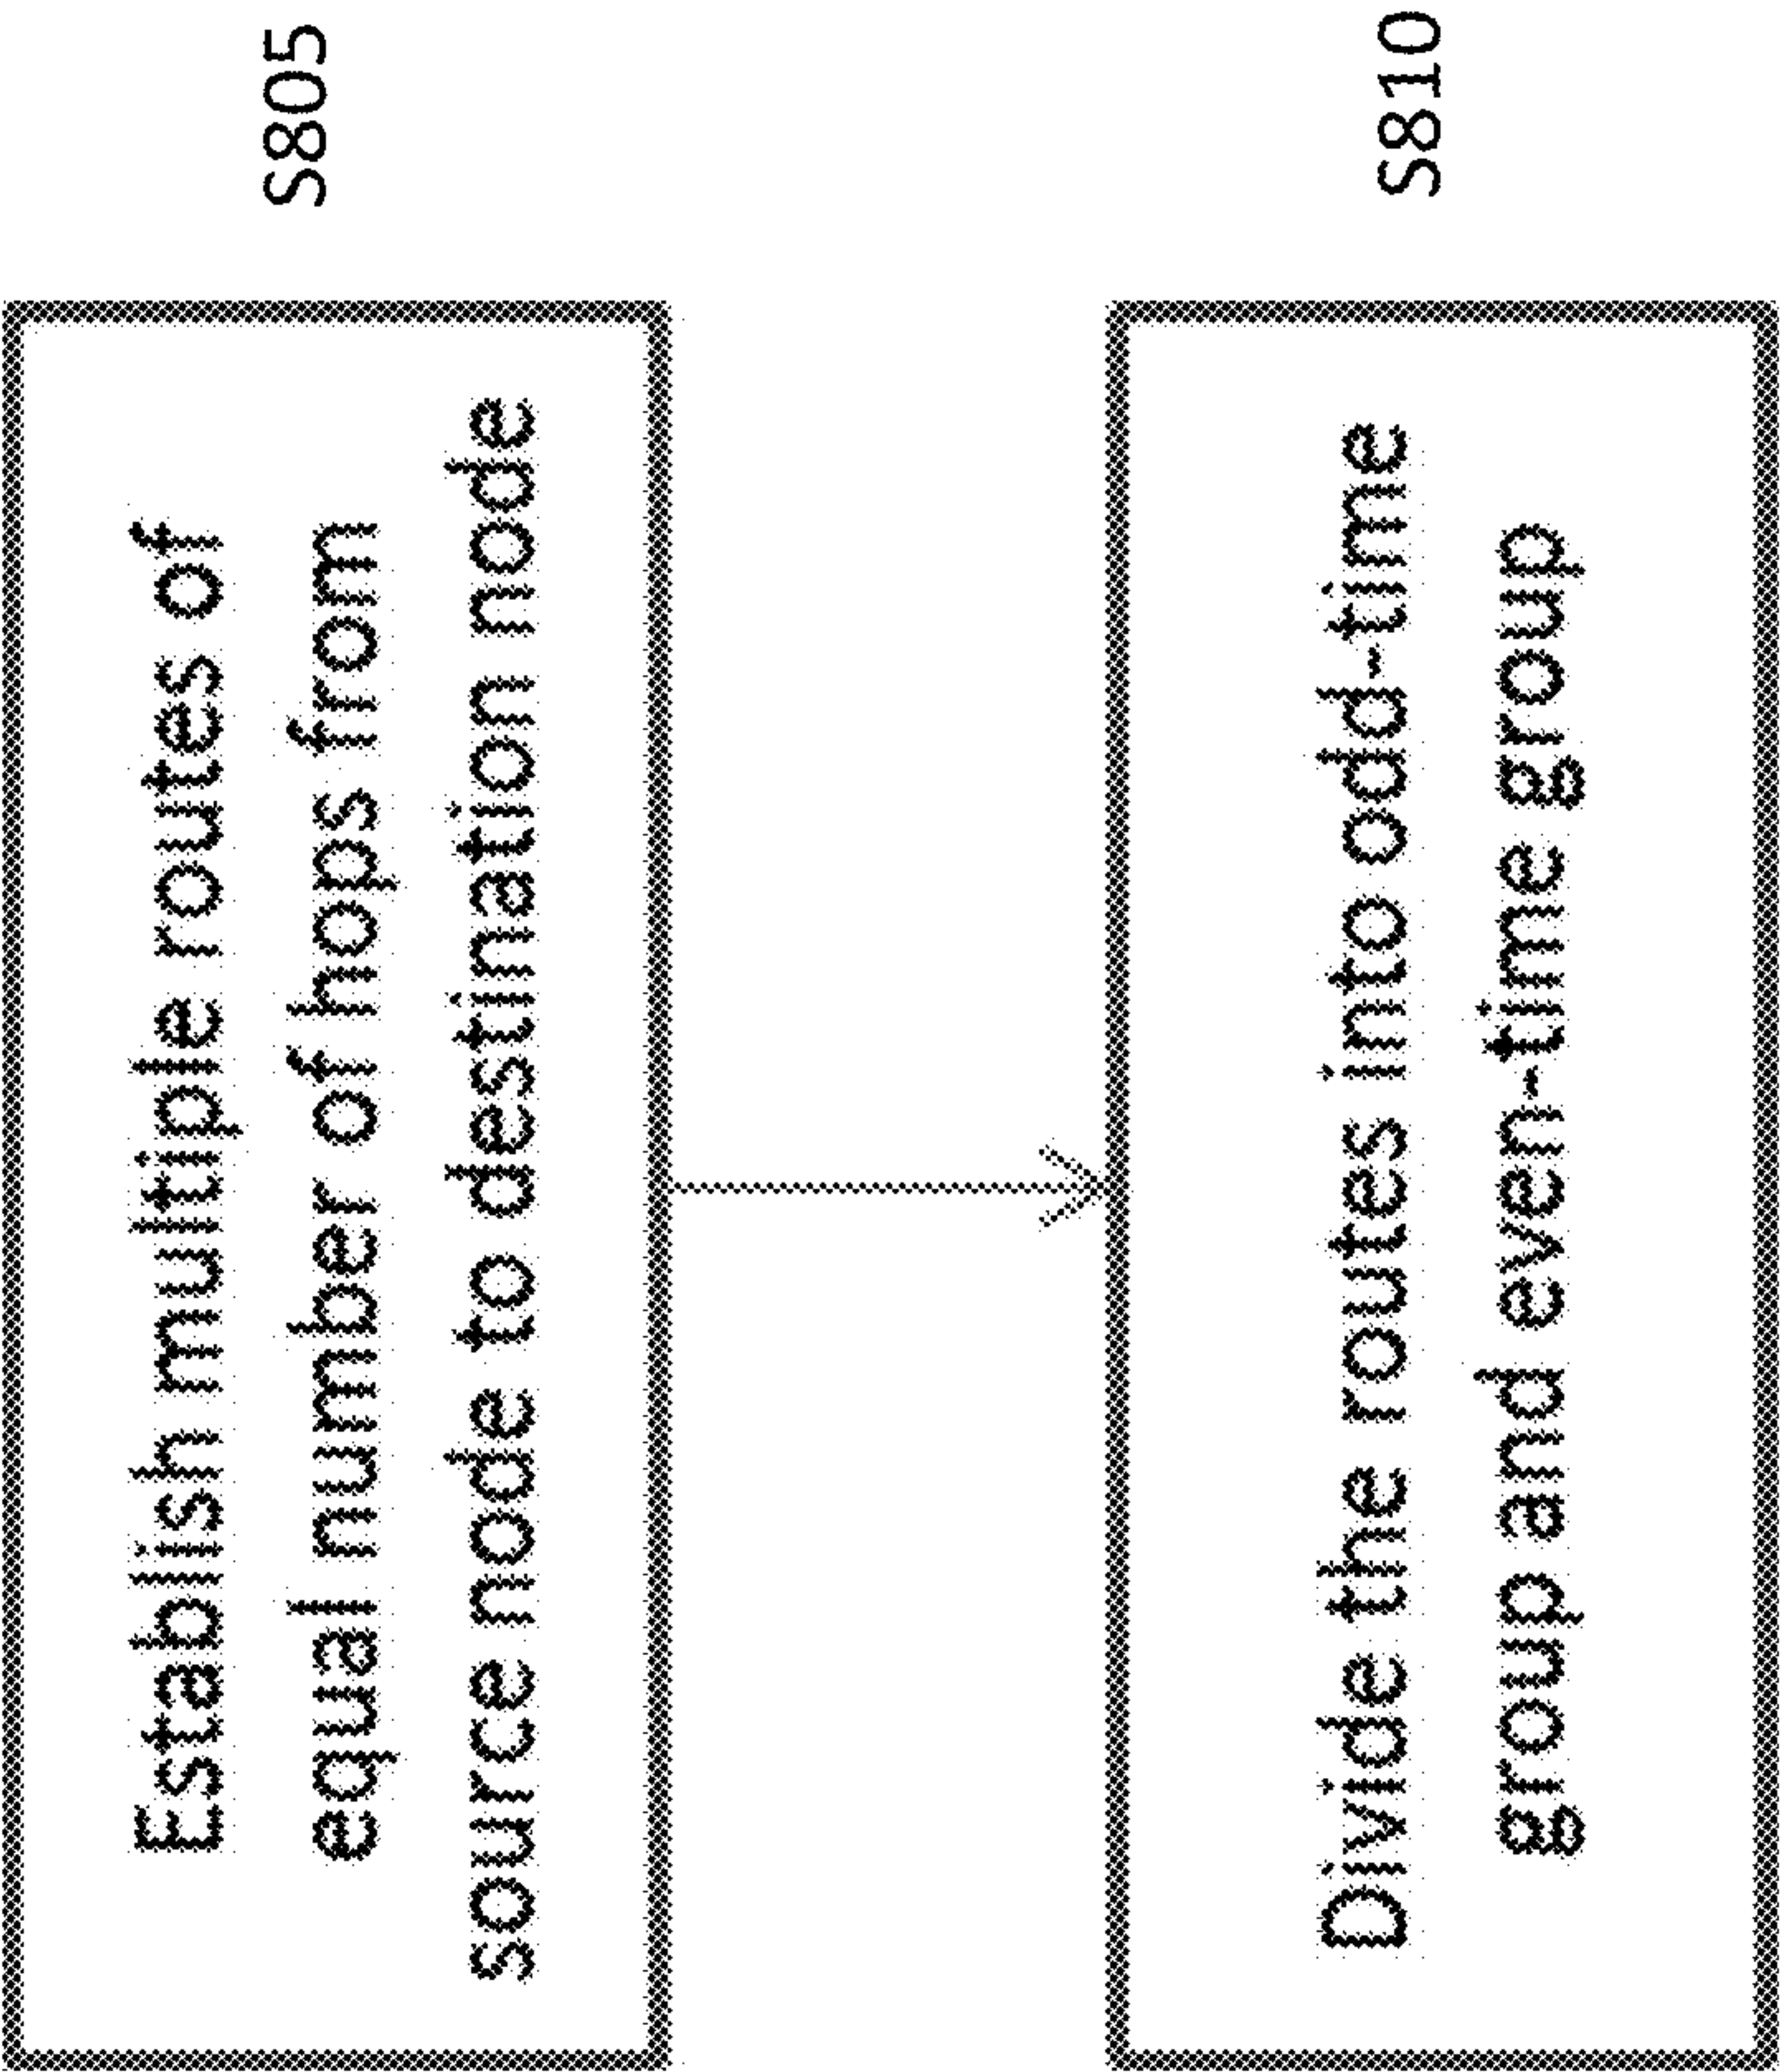 Establish multiple routes of
equal number of hops from
source node to destination node
S805
Divide the routes into odd-time
group and even-time group
S810